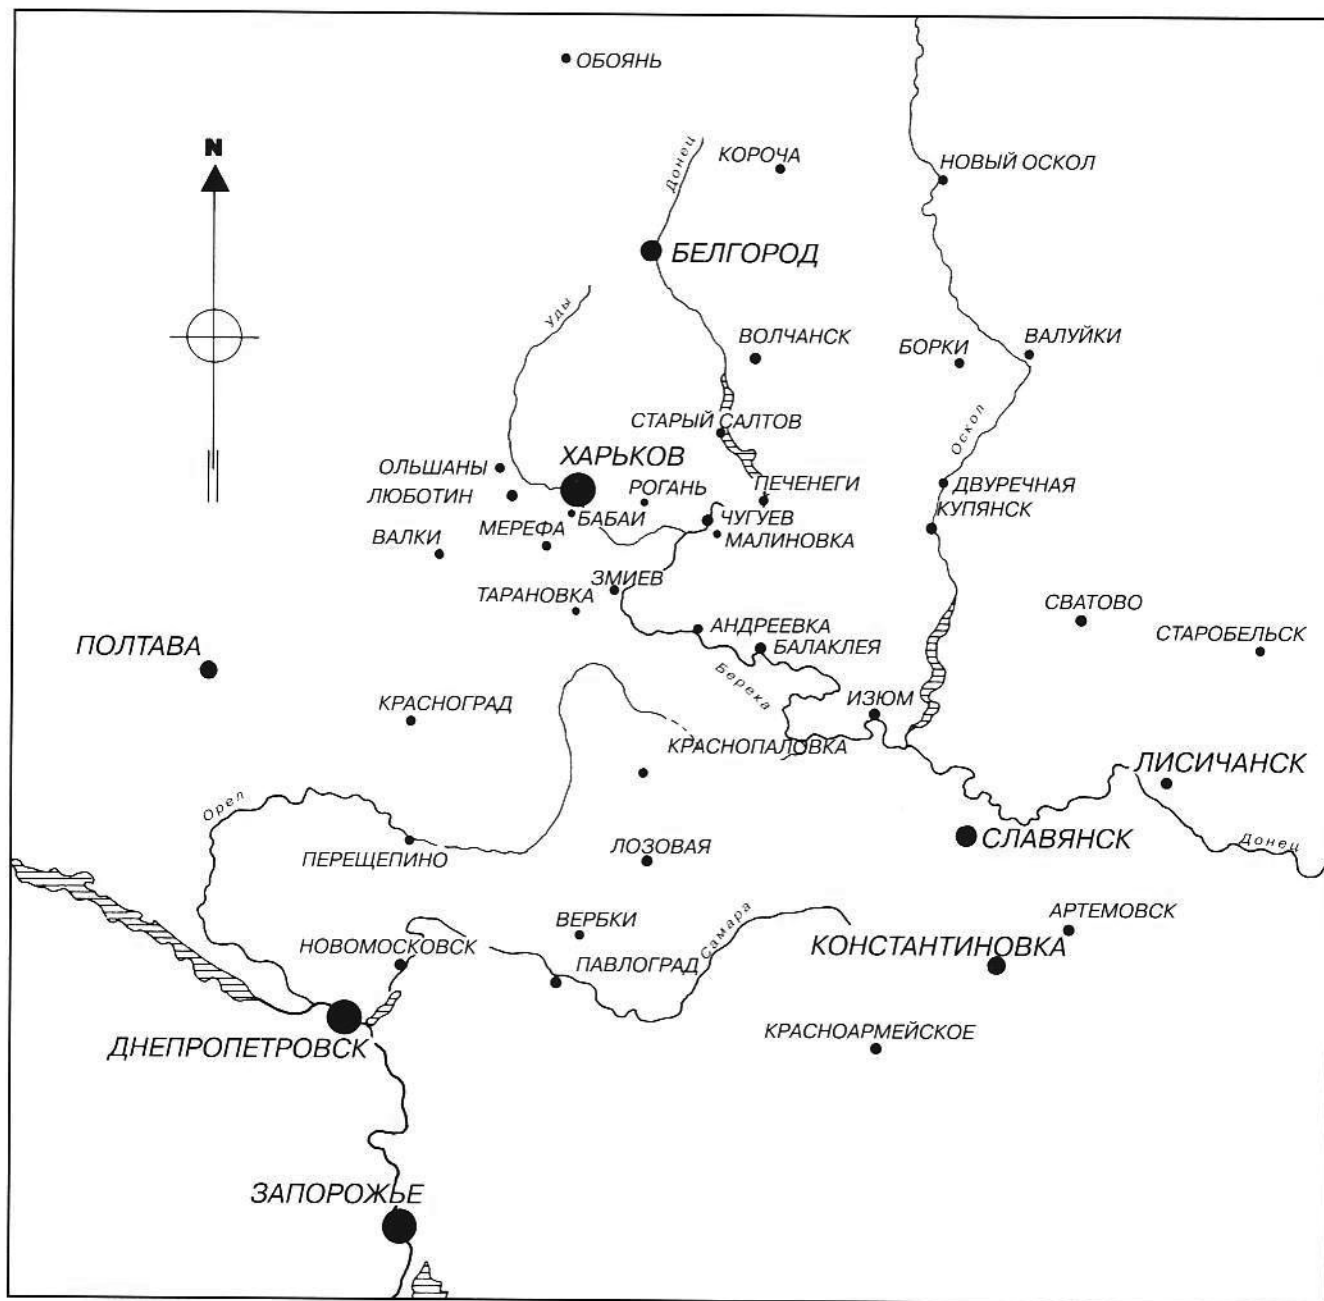 ОБОЯНЬ
Донец
КОРОЧА
N
НОВЫЙ ОСКОЛ
БЕЛГОРОД
Уды
ВОЛЧАНСК
БОРКИ
ВАЛУЙКИ
СТАРЫЙ САЛТОВ
Оскол
ОЛЬШАНЫ
ХАРЬКОВ
ЛЮБОТИН
РОГАНЬ
ПЕЧЕНЕГИ
ДВУРЕЧНАЯ
КУПЯНСК
ВАЛКИ
МЕРЕФА
БАБАИ
ЧУГУЕВ
МАЛИНОВКА
ЗМИЕВ
ТАРАНОВКА
СВАТОВО
АНДРЕЕВКА
СТАРОБЕЛЬСК
ПОЛТАВА
БАЛАКЛЕЯ
Берека
ИЗЮМ
КРАСНОГРАД
КРАСНОПАЛОВКА
ЛИСИЧАНСК
Орел
ПЕРЕЩЕПИНО
ЛОЗОВАЯ
СЛАВЯНСК
Донец
ВЕРБКИ
Самара
АРТЕМОВСК
НОВОМОСКОВСК
КОНСТАНТИНОВКА
ПАВЛОГРАД
ДНЕПРОПЕТРОВСК
КРАСНОАРМЕЙСКОЕ
ЗАПОРОЖЬЕ